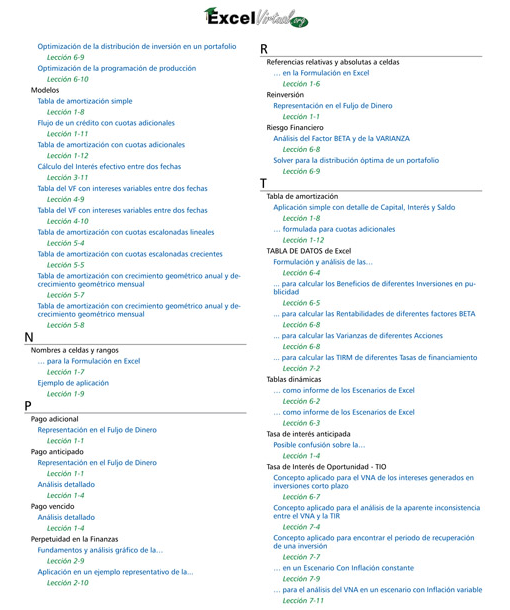 ExcelVirtual.org
Optimización de la distribución de inversión en un portafolio
Lección 6-9
Optimización de la programación de producción
Lección 6-10
Modelos
Tabla de amortización simple
Lección 1-8
Flujo de un crédito con cuotas adicionales
Lección 1-11
Tabla de amortización con cuotas adicionales
Lección 1-12
Cálculo del Interés efectivo entre dos fechas
Lección 3-11
Tabla del VF con intereses variables entre dos fechas
Lección 4-9
Tabla del VF con intereses variables entre dos fechas
Lección 4-10
Tabla de amortización con cuotas escalonadas lineales
Lección 5-4
Tabla de amortización con cuotas escalonadas crecientes
Lección 5-5
Tabla de amortización con crecimiento geométrico anual y de-
crecimiento geométrico mensual
Lección 5-7
Tabla de amortización con crecimiento geométrico anual y de-
crecimiento geométrico mensual
Lección 5-8
N
Nombres a celdas y rangos
… para la Formulación en Excel
Lección 1-7
Ejemplo de aplicación
Lección 1-9
P
Pago adicional
Representación en el Fuljo de Dinero
Lección 1-1
Pago anticipado
Representación en el Fuljo de Dinero
Lección 1-1
Análisis detallado
Lección 1-4
Pago vencido
Análisis detallado
Lección 1-4
Perpetuidad en la Finanzas
Fundamentos y análisis gráfico de la…
Lección 2-9
Aplicación en un ejemplo representativo de la...
Lección 2-10
R
Referencias relativas y absolutas a celdas
… en la Formulación en Excel
Lección 1-6
Reinversión
Representación en el Fuljo de Dinero
Lección 1-1
Riesgo Financiero
Análisis del Factor BETA y de la VARIANZA
Lección 6-8
Solver para la distribución óptima de un portafolio
Lección 6-9
T
Tabla de amortización
Aplicación simple con detalle de Capital, Interés y Saldo
Lección 1-8
… formulada para cuotas adicionales
Lección 1-12
TABLA DE DATOS de Excel
Formulación y análisis de las…
Lección 6-4
... para calcular los Beneficios de diferentes Inversiones en pu-
blicidad
Lección 6-5
... para calcular las Rentabilidades de diferentes factores BETA
Lección 6-8
... para calcular las Varianzas de diferentes Acciones
Lección 6-8
... para calcular las TIRM de diferentes Tasas de financiamiento
Lección 7-2
Tablas dinámicas
… como informe de los Escenarios de Excel
Lección 6-2
… como informe de los Escenarios de Excel
Lección 6-3
Tasa de interés anticipada
Posible confusión sobre la…
Lección 1-4
Tasa de Interés de Oportunidad - TIO
Concepto aplicado para el VNA de los intereses generados en
inversiones corto plazo
Lección 6-7
Concepto aplicado para el análisis de la aparente inconsistencia
entre el VNA y la TIR
Lección 7-4
Concepto aplicado para encontrar el periodo de recuperación
de una inversión
Lección 7-7
… en un Escenario Con Inflación constante
Lección 7-9
… para el análisis del VNA en un escenario con Inflación variable
Lección 7-11